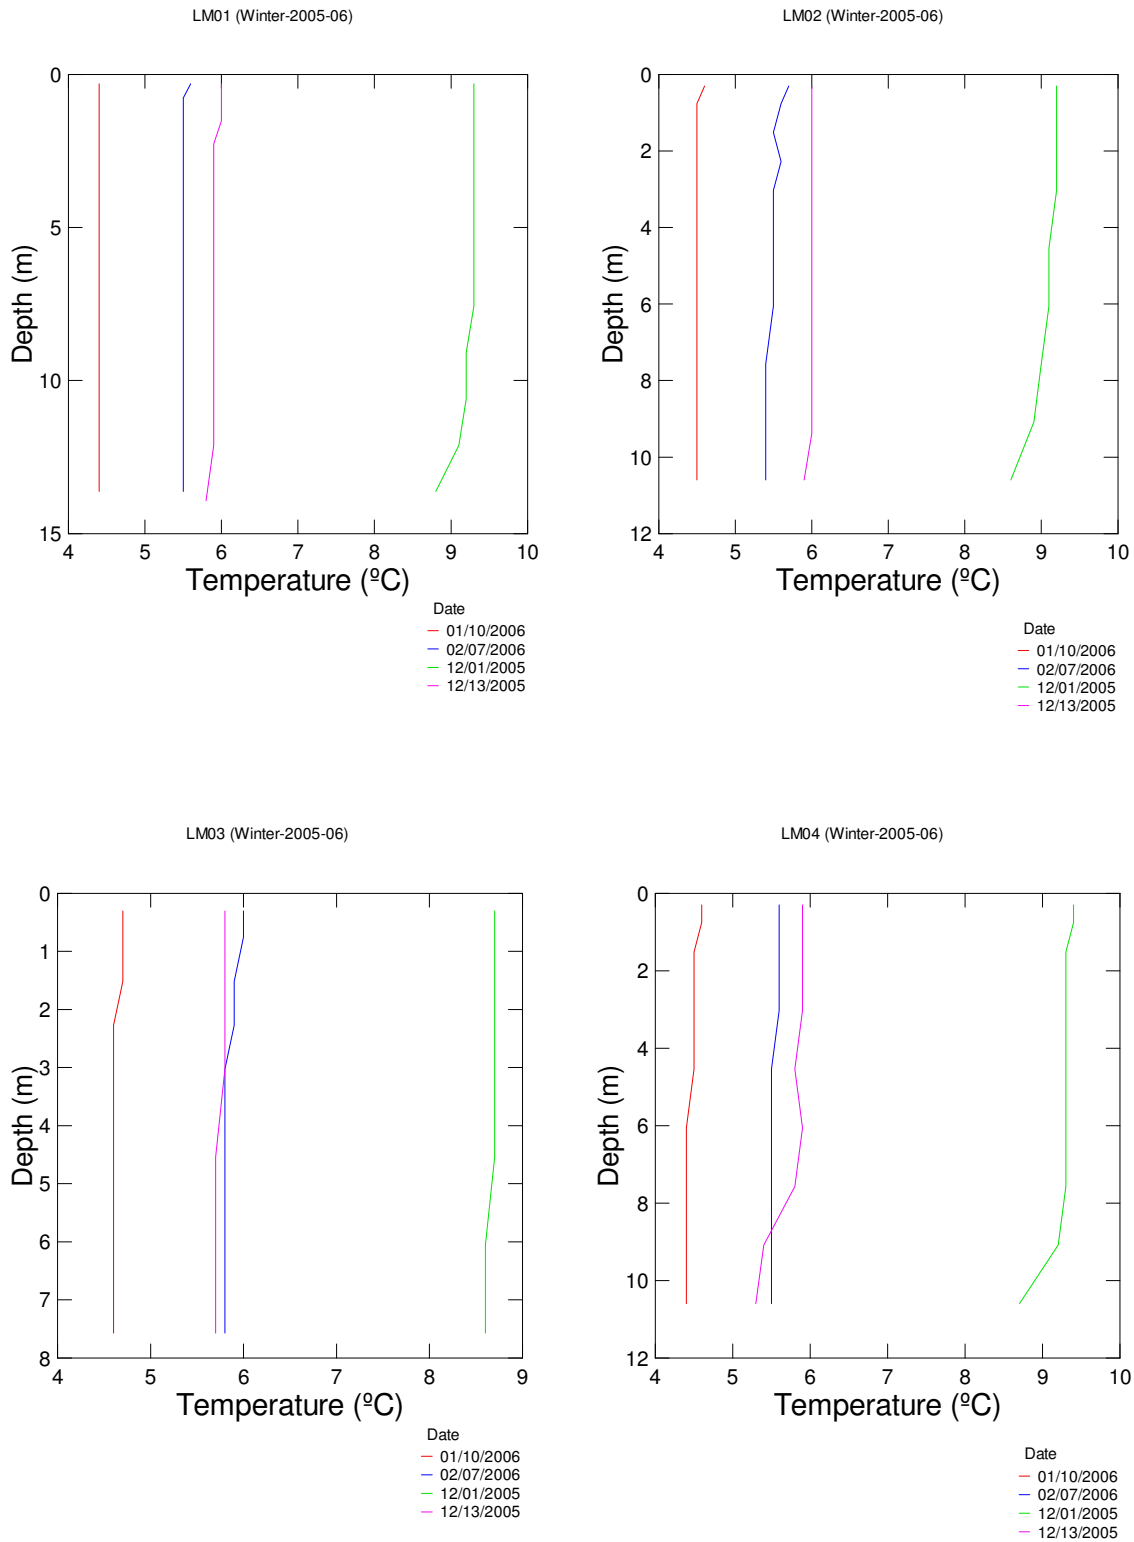 LM01 (Winter-2005-06)
0
5
10
15
4 5 6 7 8 9 10
Depth (m)
Temperature (ºC)
Date
01/10/2006
02/07/2006
12/01/2005
12/13/2005
LM02 (Winter-2005-06)
0
2
4
6
8
10
12
4 5 6 7 8 9 10
Depth (m)
Temperature (ºC)
Date
01/10/2006
02/07/2006
12/01/2005
12/13/2005
LM03 (Winter-2005-06)
0
1
2
3
4
5
6
7
8
4 5 6 7 8 9
Depth (m)
Temperature (ºC)
Date
01/10/2006
02/07/2006
12/01/2005
12/13/2005
LM04 (Winter-2005-06)
0
2
4
6
8
10
12
4 5 6 7 8 9 10
Depth (m)
Temperature (ºC)
Date
01/10/2006
02/07/2006
12/01/2005
12/13/2005